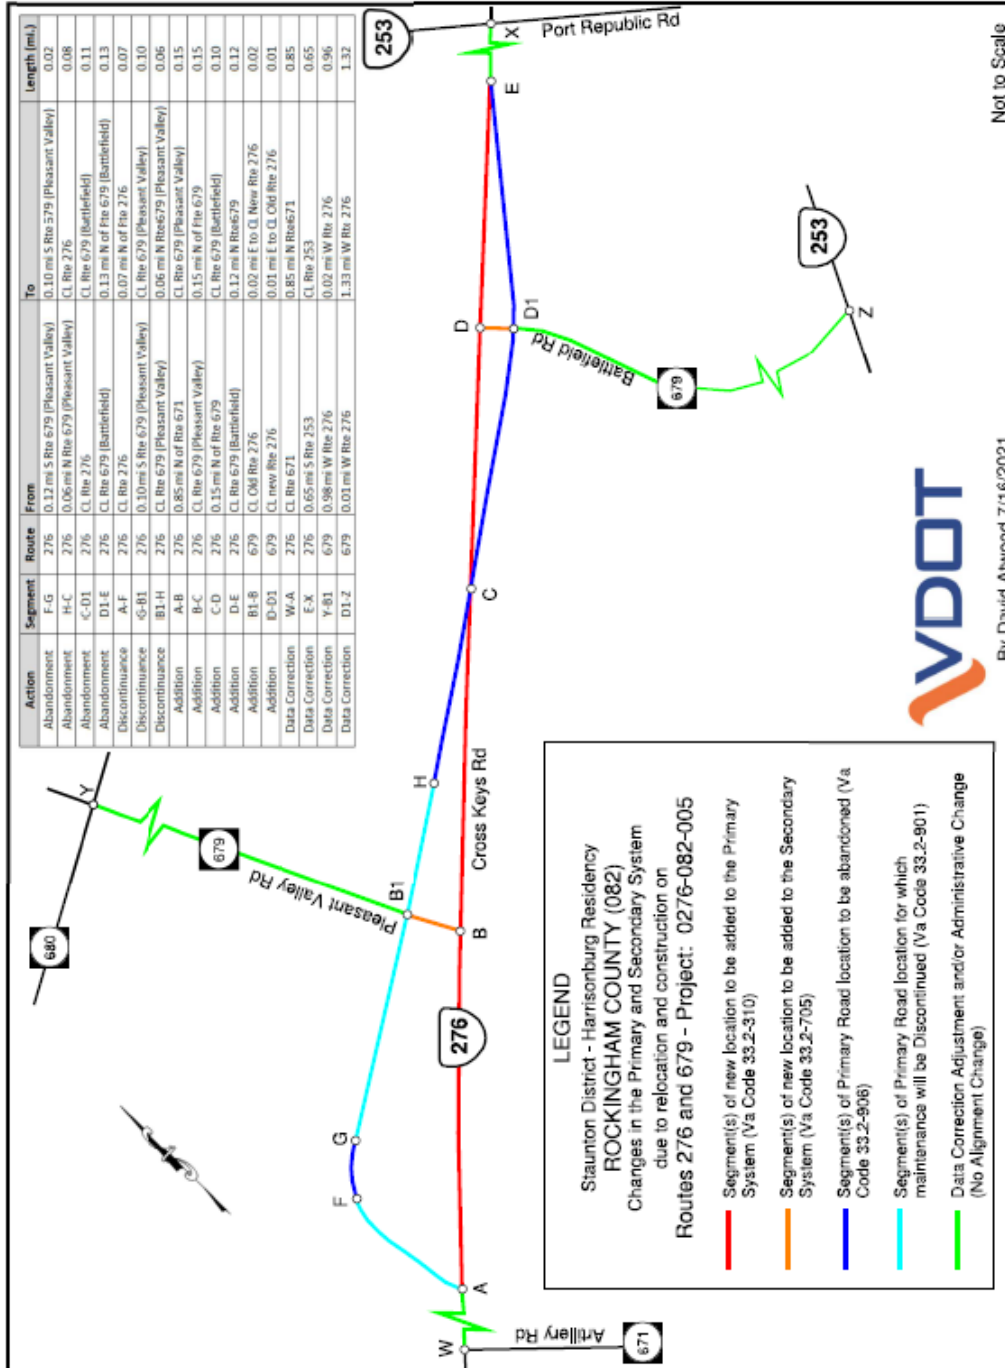 Action Segment Route From To Length (mi.)
Abandonment F-G 276 0.12 mi S Rte 679 (Pleasant Valley) 0.10 mi S Rte 579 (Pleasant Valley) 0.02
Abandonment H-C 276 0.06 mi N Rte 679 (Pleasant Valley) CL Rte 276 0.08
Abandonment C-D1 276 CL Rte 276 CL Rte 679 (Battlefield) 0.11
Abandonment D1-E 276 CL Rte 679 (Battlefield) 0.13 mi N of Rte 679 (Battlefield) 0.13
Discontinuance A-F 276 CL Rte 276 0.07 mi N of Rte 276 0.07
Discontinuance G-B1 276 0.10 mi S Rte 679 (Pleasant Valley) CL Rte 679 (Pleasant Valley) 0.10
Discontinuance B1-H 276 CL Rte 679 (Pleasant Valley) 0.06 mi N Rte679 (Pleasant Valley) 0.06
Addition A-B 276 0.85 mi N of Rte 671 CL Rte 679 (Pleasant Valley) 0.15
Addition B-C 276 CL Rte 679 (Pleasant Valley) 0.15 mi N of Rte 679 0.15
Addition C-D 276 0.15 mi N of Rte 679 CL Rte 679 (Battlefield) 0.10
Addition D-E 276 CL Rte 679 (Battlefield) 0.12 mi N Rte679 0.12
Addition B1-B 679 CL Old Rte 276 0.02 mi E to CL New Rte 276 0.02
Addition D-D1 679 CL new Rte 276 0.01 mi E to CL Old Rte 276 0.01
Data Correction W-A 276 CL Rte 671 0.85 mi N Rte671 0.85
Data Correction E-X 276 0.65 mi S Rte 253 CL Rte 253 0.65
Data Correction Y-B1 679 0.98 mi W Rte 276 0.02 mi W Rte 276 0.96
Data Correction D1-Z 679 0.01 mi W Rte 276 1.33 mi W Rte 276 1.32
680
Y
679
Pleasant Valley Rd
B1
H
G
F
A
W
Artillery Rd
671
276
B
Cross Keys Rd
C
D
D1
Battlefield Rd
679
Z
253
E
X
253
Port Republic Rd
LEGEND
Staunton District - Harrisonburg Residency
ROCKINGHAM COUNTY (082)
Changes in the Primary and Secondary System
due to relocation and construction on
Routes 276 and 679 - Project: 0276-082-005
Segment(s) of new location to be added to the Primary
System (Va Code 33.2-310)
Segment(s) of new location to be added to the Secondary
System (Va Code 33.2-705)
Segment(s) of Primary Road location to be abandoned (Va
Code 33.2-906)
Segment(s) of Primary Road location for which
maintenance will be Discontinued (Va Code 33.2-901)
Data Correction Adjustment and/or Administrative Change
(No Alignment Change)
VDOT
By David Atwood 7/16/2021
Not to Scale